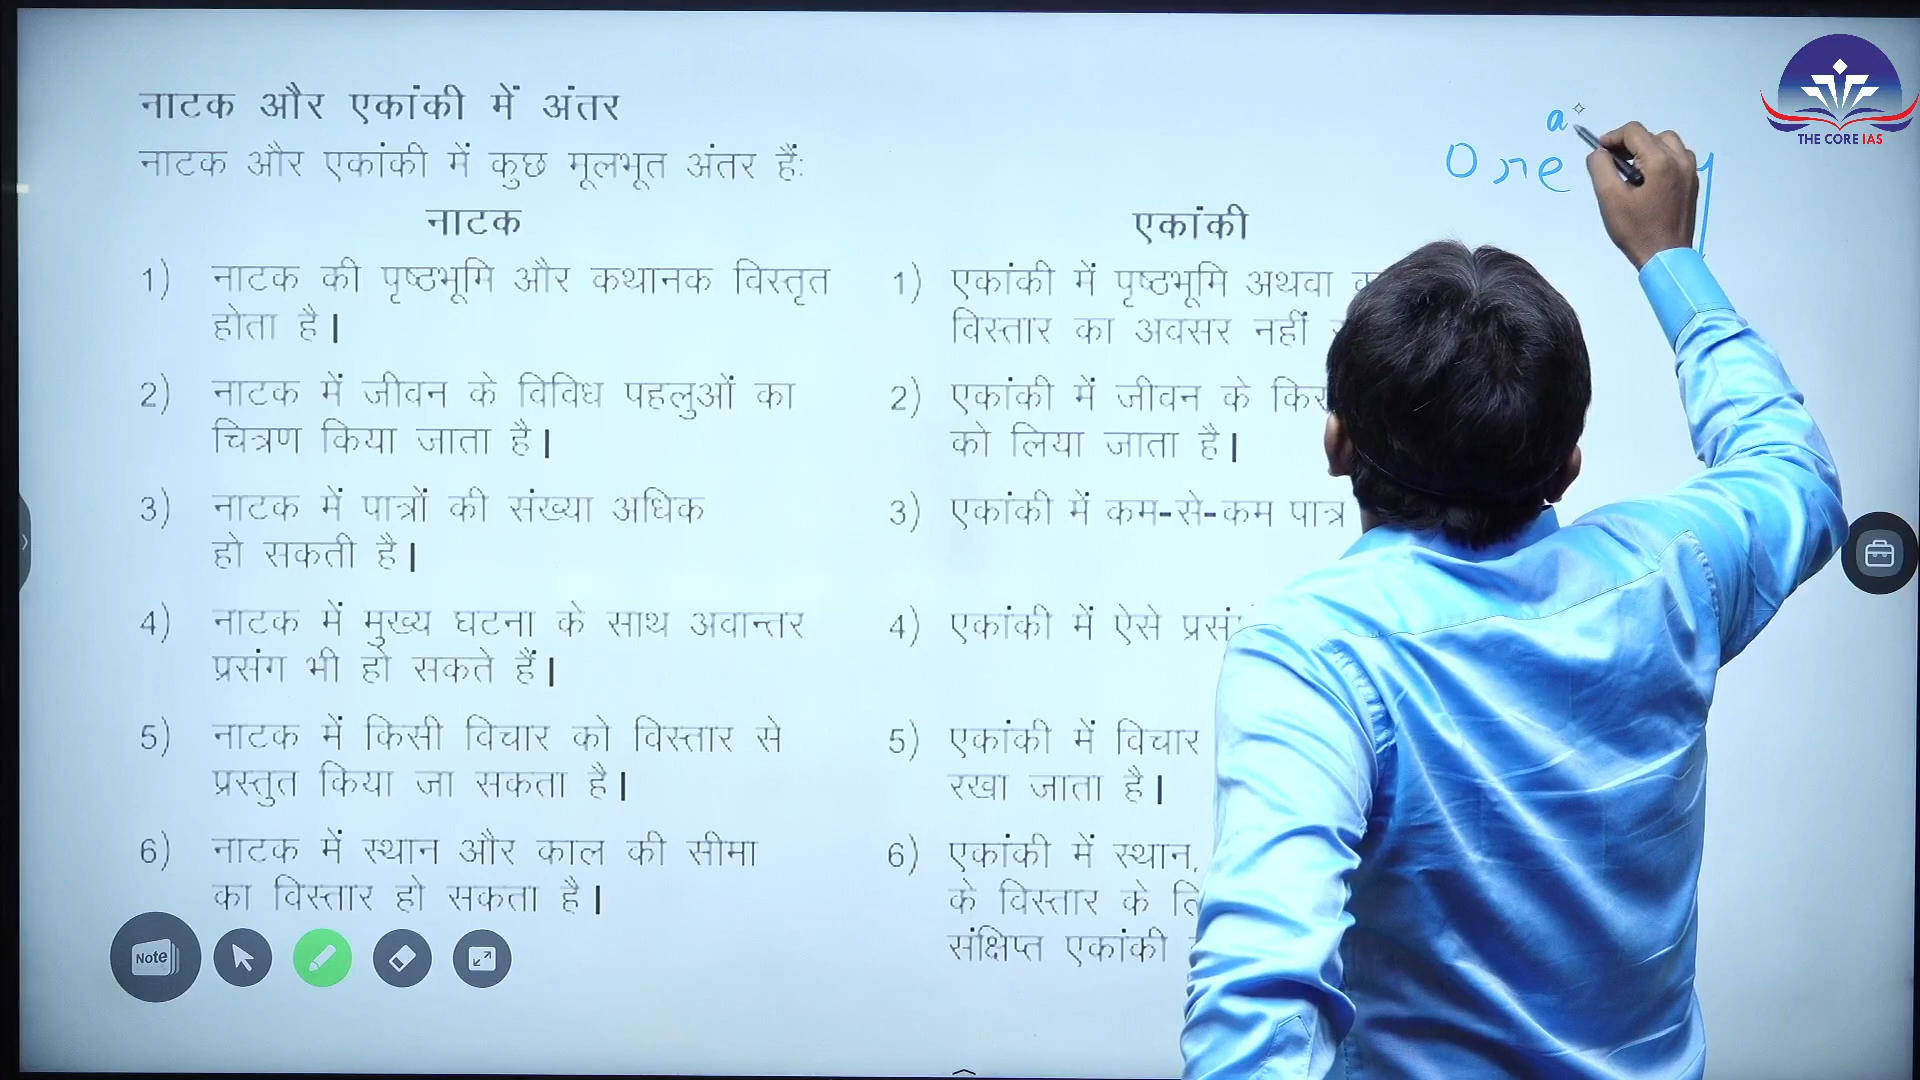 नाटक और एकांकी में अंतर
नाटक और एकांकी में कुछ मूलभूत अंतर हैं:
नाटक
1) नाटक की पृष्ठभूमि और कथानक विस्तृत
होता है।
2) नाटक में जीवन के विविध पहलुओं का
चित्रण किया जाता है।
3) नाटक में पात्रों की संख्या अधिक
हो सकती है।
4) नाटक में मुख्य घटना के साथ अवान्तर
प्रसंग भी हो सकते हैं।
5) नाटक में किसी विचार को विस्तार से
प्रस्तुत किया जा सकता है।
6) नाटक में स्थान और काल की सीमा
का विस्तार हो सकता है।
एकांकी
1) एकांकी में पृष्ठभूमि अथवा
विस्तार का अवसर नहीं
2) एकांकी में जीवन के
को लिया जाता है।
3) एकांकी में कम-से-कम पात्र
4) एकांकी में ऐसे
5) एकांकी में विचार
रखा जाता है।
6) एकांकी में स्थान,
के विस्तार के
संक्षिप्त एकांकी
a
One
THE CORE IAS
Note